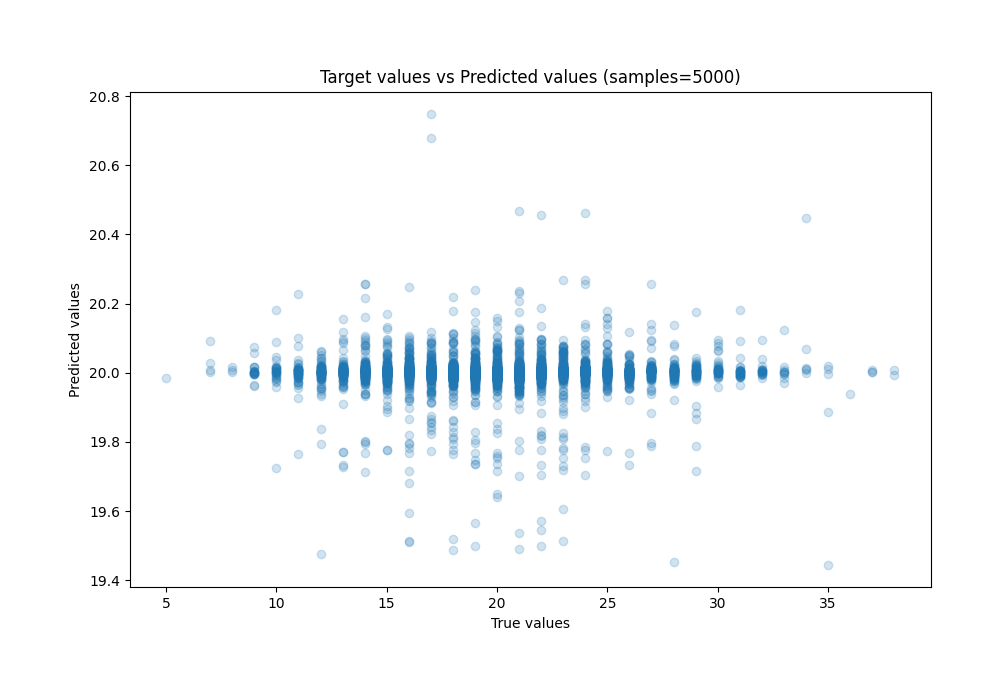 Target values vs Predicted values (samples=5000)
20.8
20.6
20.4
20.2
20.0
19.8
19.6
19.4
Predicted values
5 10 15 20 25 30 35
True values